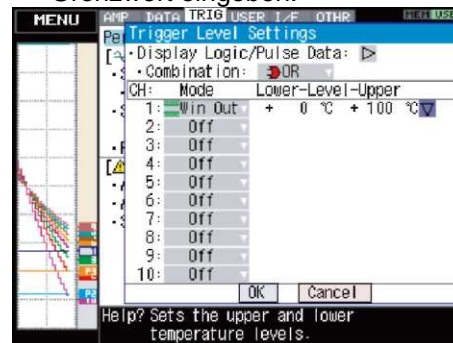 Grenzwert eingeben.
MENU AMP DATA TRIG USER I/F OTHR MEM USB
Trigger Level Settings
・Display Logic/Pulse Data:
・Combination: OR
CH: Mode Lower-Level-Upper
1: Win Out + 0 ℃ + 100 ℃
2: Off
3: Off
4: Off
5: Off
6: Off
7: Off
8: Off
9: Off
10: Off
OK Cancel
Help? Sets the upper and lower
temperature levels.